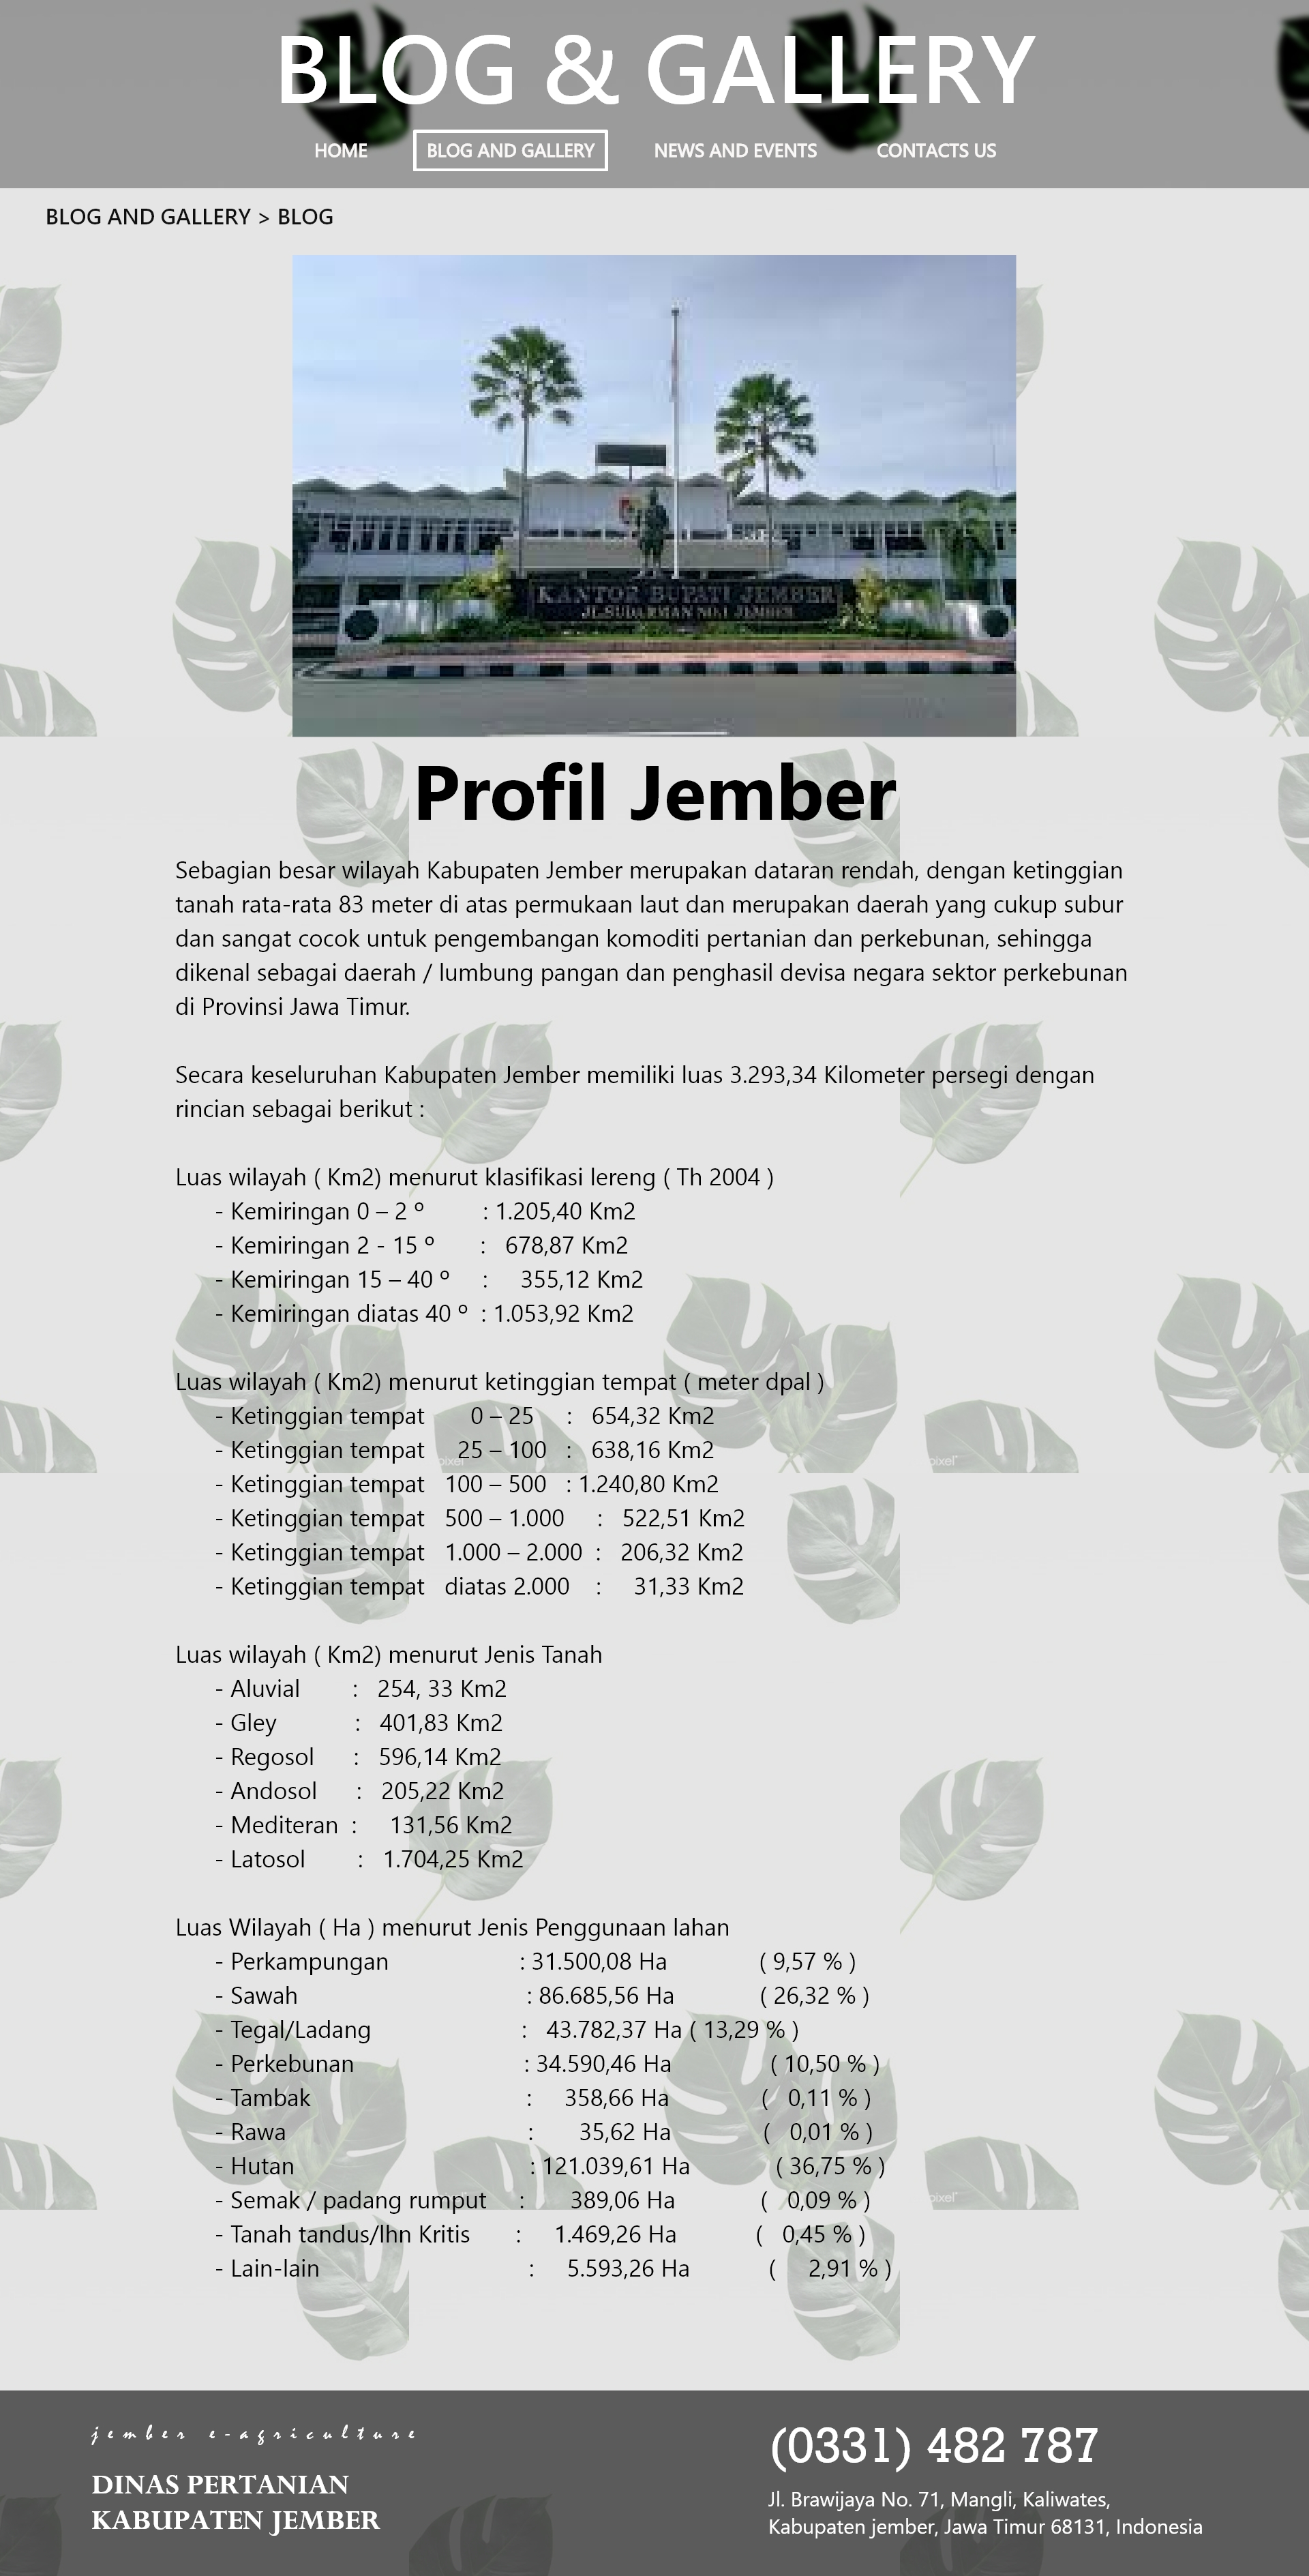 BLOG & GALLERY
HOME
BLOG AND GALLERY
NEWS AND EVENTS
CONTACTS US
BLOG AND GALLERY > BLOG
KANTOR BUPATI JEMBER
JL.SUDARMAN NO.1 JEMBER
Profil Jember
Sebagian besar wilayah Kabupaten Jember merupakan dataran rendah, dengan ketinggian
tanah rata-rata 83 meter di atas permukaan laut dan merupakan daerah yang cukup subur
dan sangat cocok untuk pengembangan komoditi pertanian dan perkebunan, sehingga
dikenal sebagai daerah / lumbung pangan dan penghasil devisa negara sektor perkebunan
di Provinsi Jawa Timur.
Secara keseluruhan Kabupaten Jember memiliki luas 3.293,34 Kilometer persegi dengan
rincian sebagai berikut :
Luas wilayah ( Km2) menurut klasifikasi lereng ( Th 2004 )
- Kemiringan 0 – 2 º : 1.205,40 Km2
- Kemiringan 2 - 15 º : 678,87 Km2
- Kemiringan 15 – 40 º : 355,12 Km2
- Kemiringan diatas 40 º : 1.053,92 Km2
Luas wilayah ( Km2) menurut ketinggian tempat ( meter dpal )
- Ketinggian tempat 0 – 25 : 654,32 Km2
- Ketinggian tempat 25 – 100 : 638,16 Km2
- Ketinggian tempat 100 – 500 : 1.240,80 Km2
- Ketinggian tempat 500 – 1.000 : 522,51 Km2
- Ketinggian tempat 1.000 – 2.000 : 206,32 Km2
- Ketinggian tempat diatas 2.000 : 31,33 Km2
Luas wilayah ( Km2) menurut Jenis Tanah
- Aluvial : 254, 33 Km2
- Gley : 401,83 Km2
- Regosol : 596,14 Km2
- Andosol : 205,22 Km2
- Mediteran : 131,56 Km2
- Latosol : 1.704,25 Km2
Luas Wilayah ( Ha ) menurut Jenis Penggunaan lahan
- Perkampungan : 31.500,08 Ha ( 9,57 % )
- Sawah : 86.685,56 Ha ( 26,32 % )
- Tegal/Ladang : 43.782,37 Ha ( 13,29 % )
- Perkebunan : 34.590,46 Ha ( 10,50 % )
- Tambak : 358,66 Ha ( 0,11 % )
- Rawa : 35,62 Ha ( 0,01 % )
- Hutan : 121.039,61 Ha ( 36,75 % )
- Semak / padang rumput : 389,06 Ha ( 0,09 % )
- Tanah tandus/lhn Kritis : 1.469,26 Ha ( 0,45 % )
- Lain-lain : 5.593,26 Ha ( 2,91 % )
jember e-agriculture
DINAS PERTANIAN
KABUPATEN JEMBER
(0331) 482 787
Jl. Brawijaya No. 71, Mangli, Kaliwates,
Kabupaten jember, Jawa Timur 68131, Indonesia